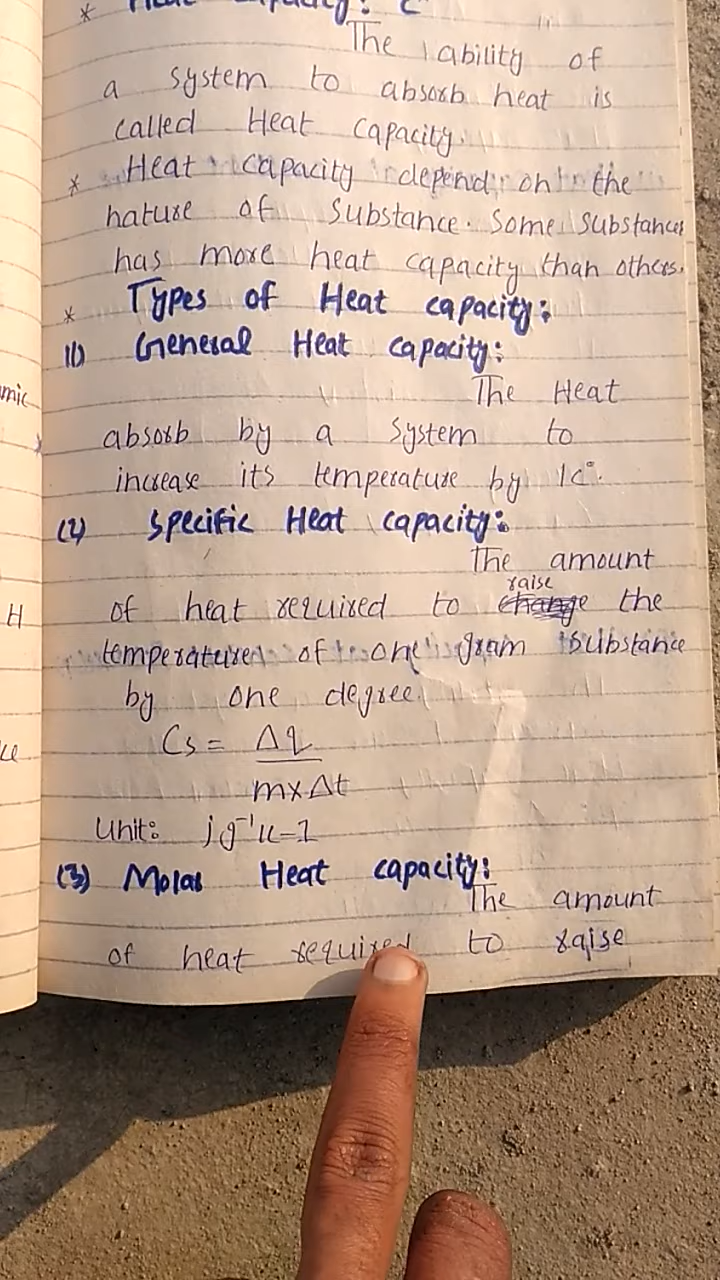 * Heat Capacity: C
The ability of
a system to absorb heat is
called Heat capacity.
* Heat capacity depend on the
nature of substance. Some substances
has more heat capacity than others.
* Types of Heat capacity:
(1) General Heat capacity:
The Heat
absorb by a system to
increase its temperature by 1c°.
(2) Specific Heat capacity:
The amount
raise
of heat required to change the
temperature of one gram substance
by one degree
Cs = Δq
m×Δt
Unit: jg⁻¹k-1
(3) Molar Heat capacity:
The amount
of heat required to raise
mic
H